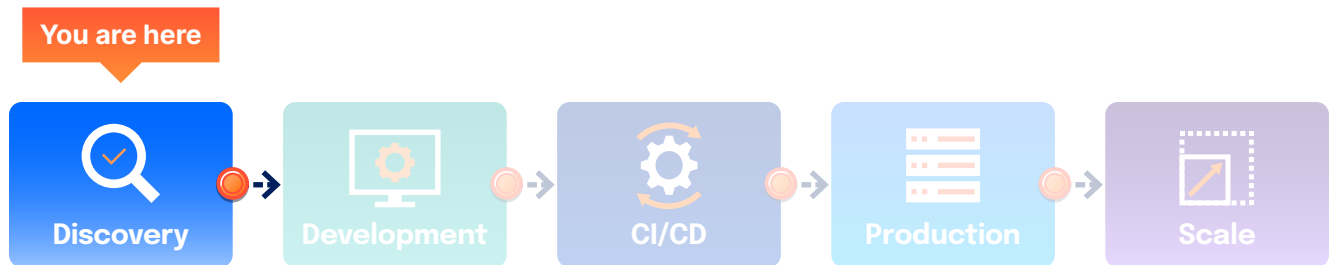 You are here
Discovery
Development
CI/CD
Production
Scale